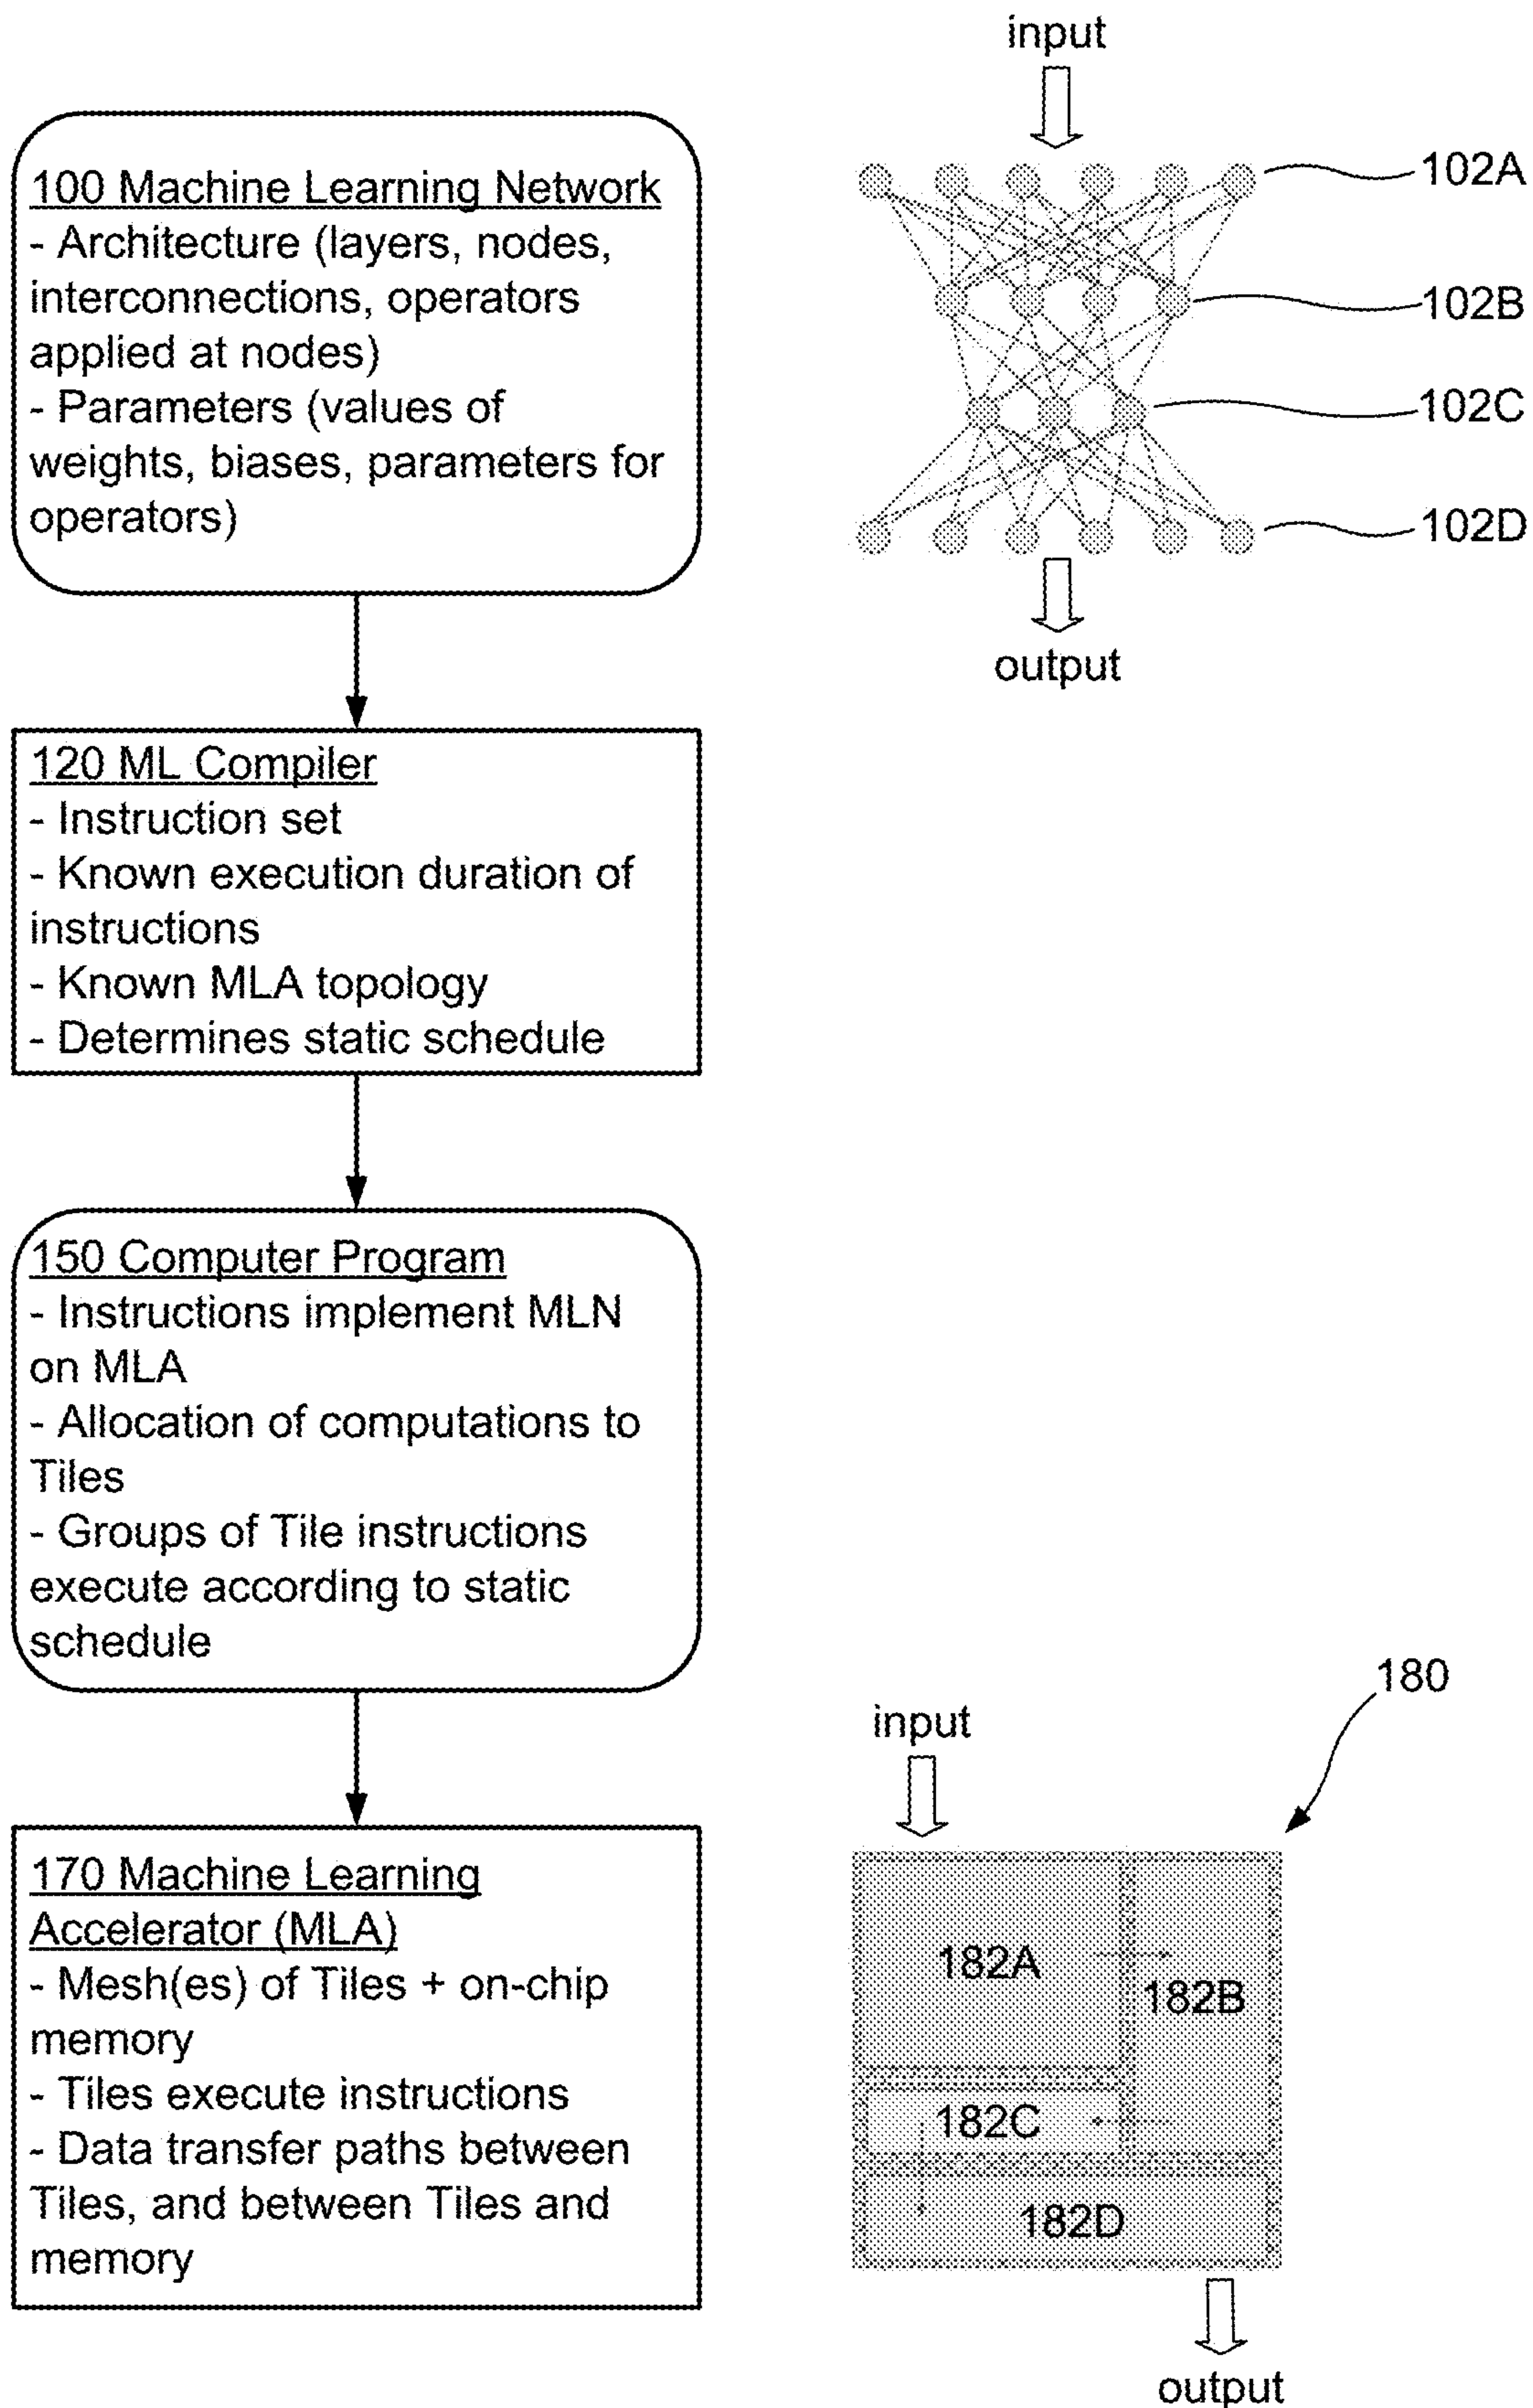 input
100 Machine Learning Network
- Architecture (layers, nodes,
interconnections, operators
applied at nodes)
- Parameters (values of
weights, biases, parameters for
operators)
102A
102B
102C
102D
output
120 ML Compiler
- Instruction set
- Known execution duration of
instructions
- Known MLA topology
- Determines static schedule
150 Computer Program
- Instructions implement MLN
on MLA
- Allocation of computations to
Tiles
- Groups of Tile instructions
execute according to static
schedule
170 Machine Learning
Accelerator (MLA)
- Mesh(es) of Tiles + on-chip
memory
- Tiles execute instructions
- Data transfer paths between
Tiles, and between Tiles and
memory
180
input
182A
182B
182C
182D
output